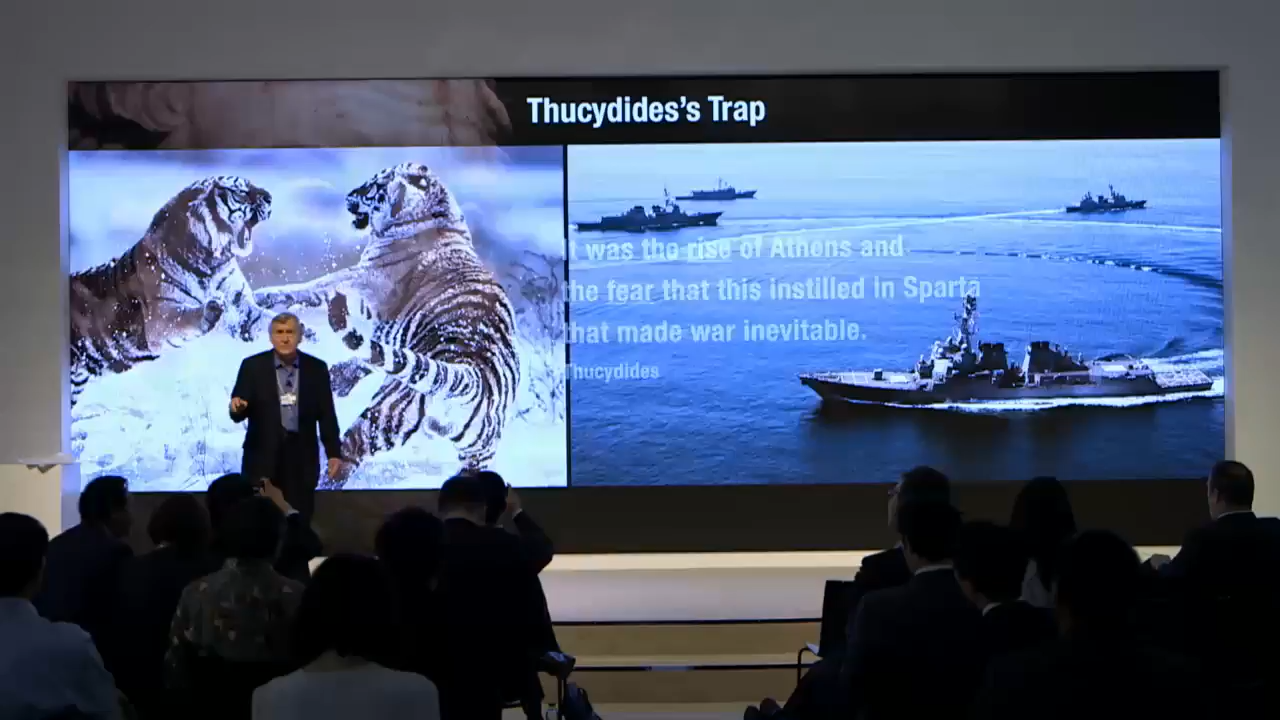 Thucydides’s Trap
It was the rise of Athens and
the fear that this instilled in Sparta
that made war inevitable.
Thucydides